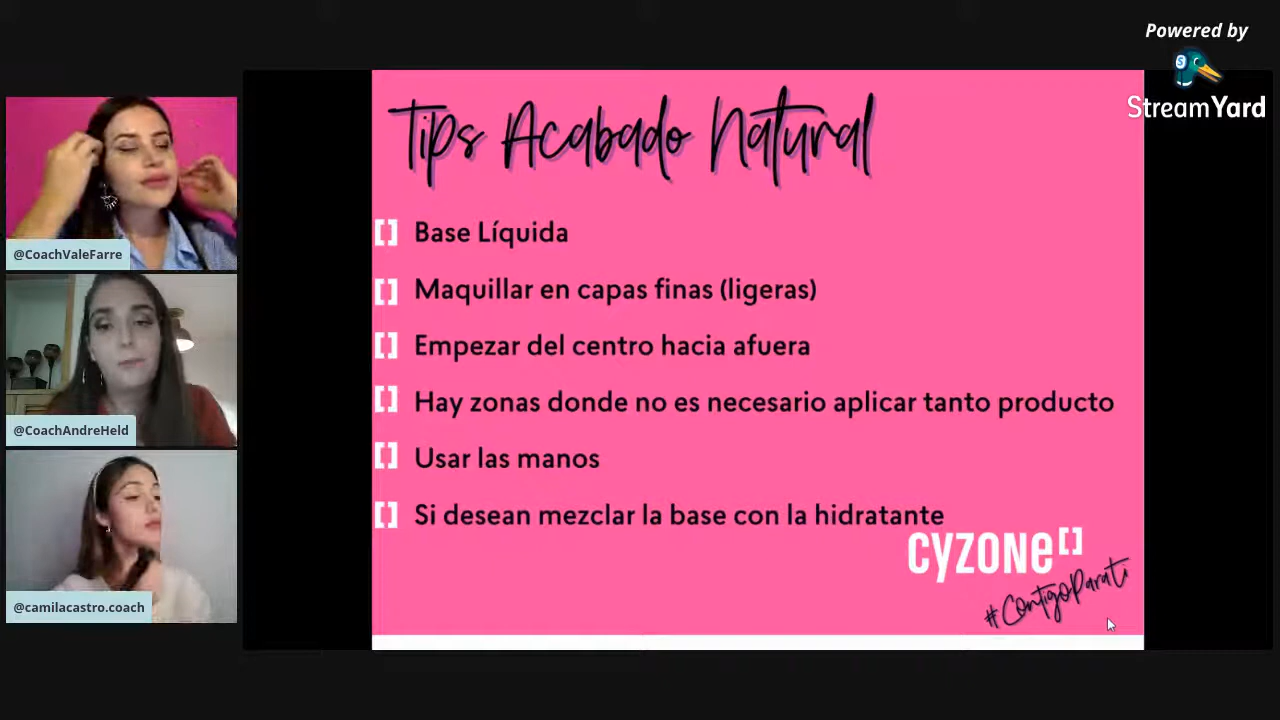 Powered by
StreamYard
Tips Acabado Natural
[] Base Líquida
[] Maquillar en capas finas (ligeras)
[] Empezar del centro hacia afuera
[] Hay zonas donde no es necesario aplicar tanto producto
[] Usar las manos
[] Si desean mezclar la base con la hidratante
cyzone[]
#ContigoParati
@CoachValeFarre
@CoachAndreHeld
@camilacastro.coach